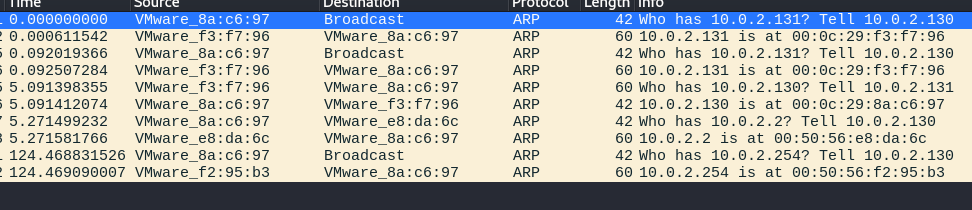 Time Source Destination Protocol Length Info
0.000000000 VMware_8a:c6:97 Broadcast ARP 42 Who has 10.0.2.131? Tell 10.0.2.130
0.000611542 VMware_f3:f7:96 VMware_8a:c6:97 ARP 60 10.0.2.131 is at 00:0c:29:f3:f7:96
0.092019366 VMware_8a:c6:97 Broadcast ARP 42 Who has 10.0.2.131? Tell 10.0.2.130
0.092507284 VMware_f3:f7:96 VMware_8a:c6:97 ARP 60 10.0.2.131 is at 00:0c:29:f3:f7:96
5.091398355 VMware_f3:f7:96 VMware_8a:c6:97 ARP 60 Who has 10.0.2.130? Tell 10.0.2.131
5.091412074 VMware_8a:c6:97 VMware_f3:f7:96 ARP 42 10.0.2.130 is at 00:0c:29:8a:c6:97
5.271499232 VMware_8a:c6:97 VMware_e8:da:6c ARP 42 Who has 10.0.2.2? Tell 10.0.2.130
5.271581766 VMware_e8:da:6c VMware_8a:c6:97 ARP 60 10.0.2.2 is at 00:50:56:e8:da:6c
124.468831526 VMware_8a:c6:97 Broadcast ARP 42 Who has 10.0.2.254? Tell 10.0.2.130
124.469090007 VMware_f2:95:b3 VMware_8a:c6:97 ARP 60 10.0.2.254 is at 00:50:56:f2:95:b3